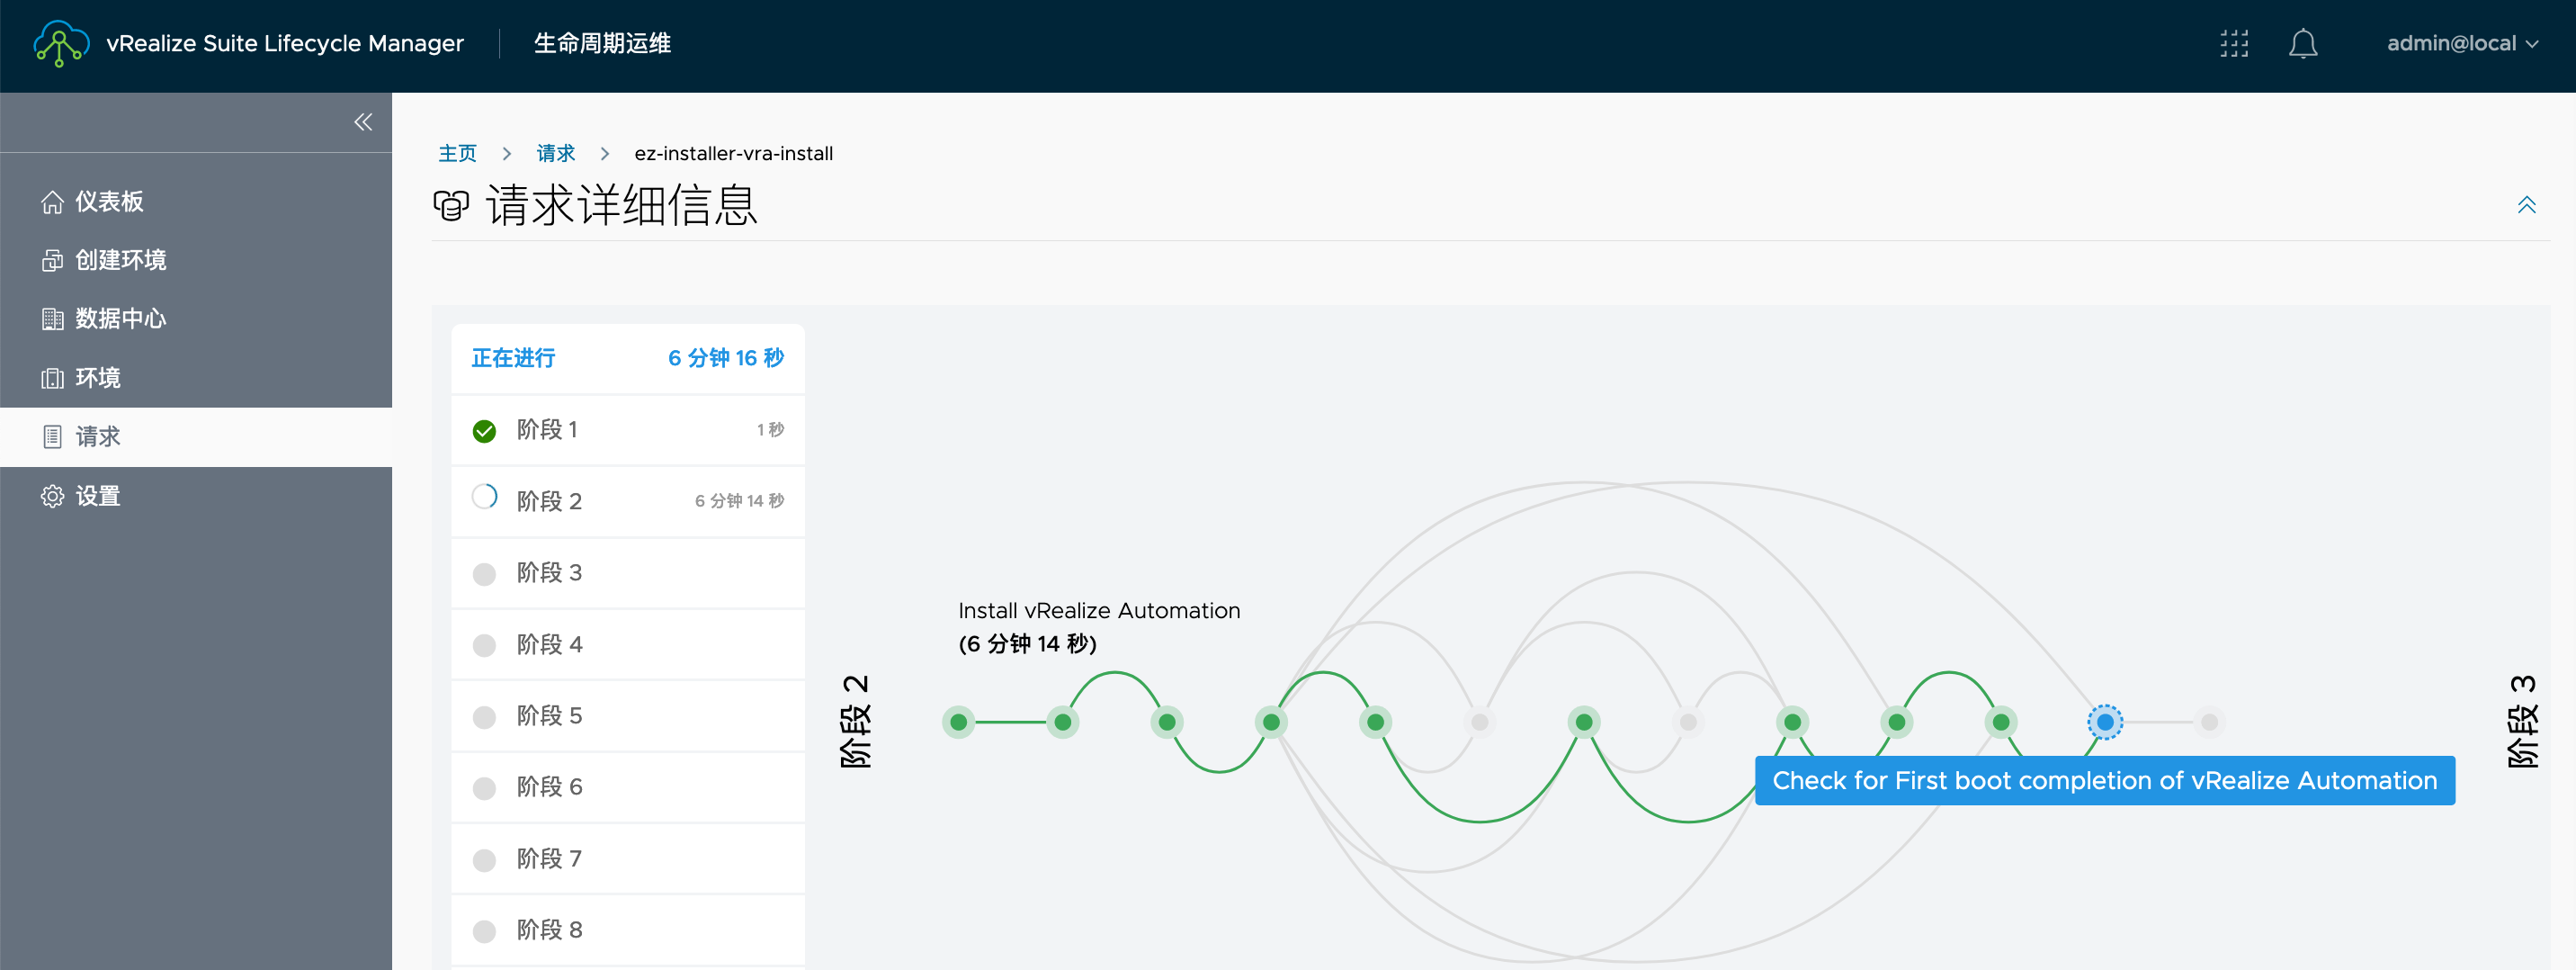 vRealize Suite Lifecycle Manager
生命周期运维
admin@local
主页 > 请求 > ez-installer-vra-install
请求详细信息
仪表板
创建环境
数据中心
环境
请求
设置
正在进行 6 分钟 16 秒
阶段 1 1 秒
阶段 2 6 分钟 14 秒
阶段 3
阶段 4
阶段 5
阶段 6
阶段 7
阶段 8
阶段 2
Install vRealize Automation
(6 分钟 14 秒)
Check for First boot completion of vRealize Automation
阶段 3